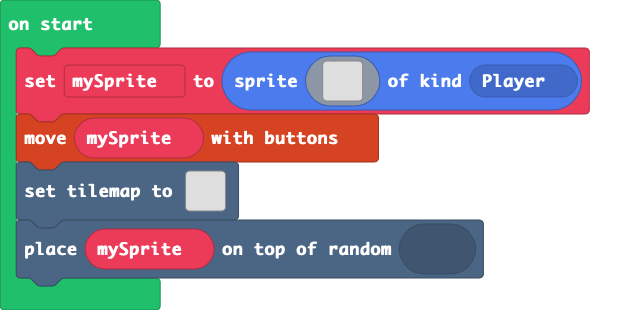 on start
set mySprite to sprite of kind Player
move mySprite with buttons
set tilemap to
place mySprite on top of random